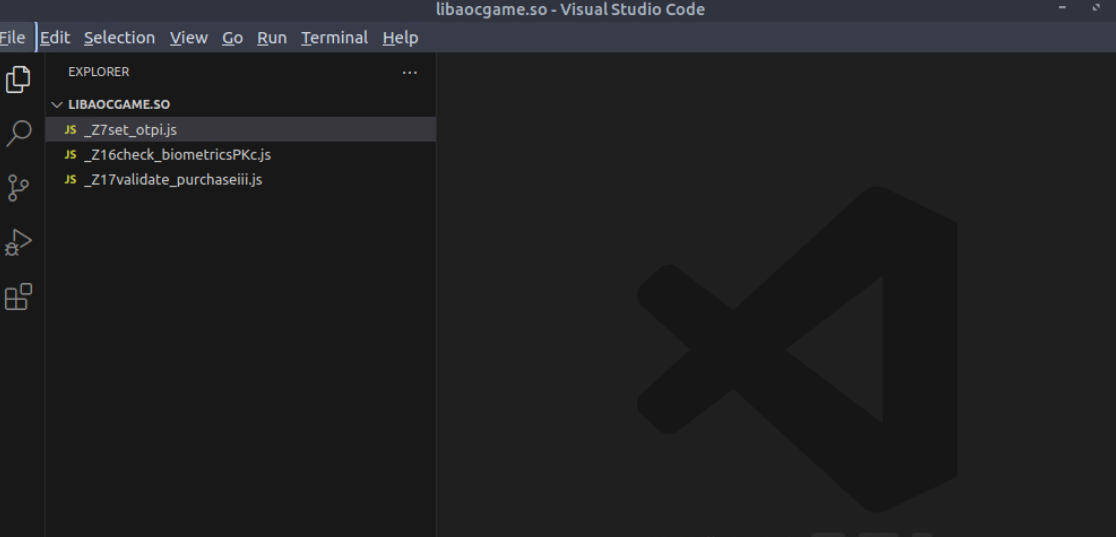 libaocgame.so - Visual Studio Code
File Edit Selection View Go Run Terminal Help
EXPLORER
LIBAOCGAME.SO
JS _Z7set_otpi.js
JS _Z16check_biometricsPKc.js
JS _Z17validate_purchaseiii.js